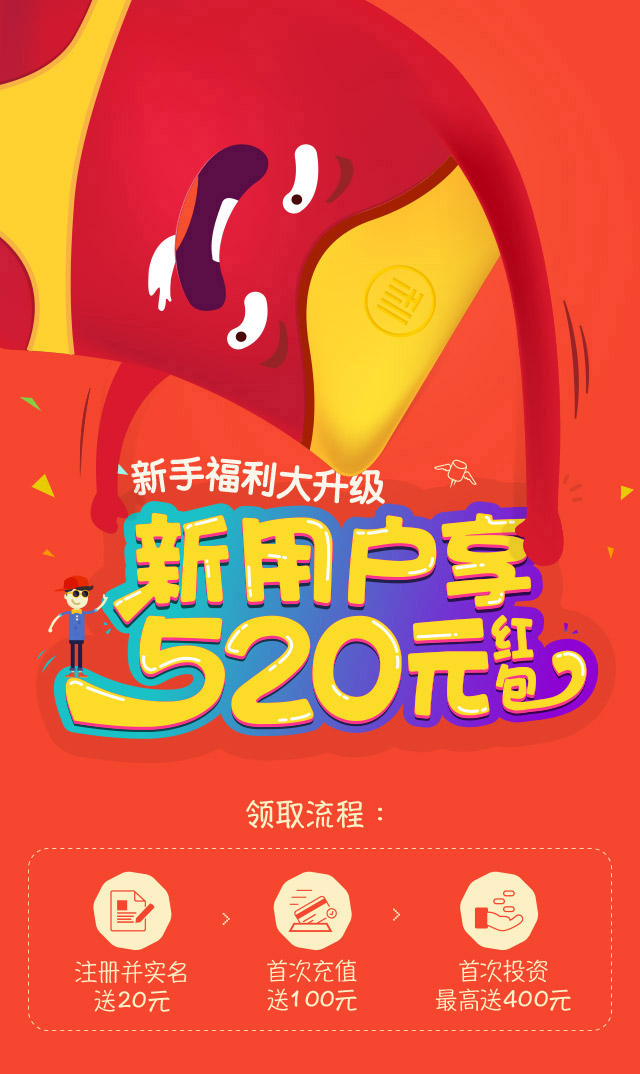 新手福利大升级
新用户享
520元红包
领取流程：
注册并实名
送20元
首次充值
送100元
首次投资
最高送400元